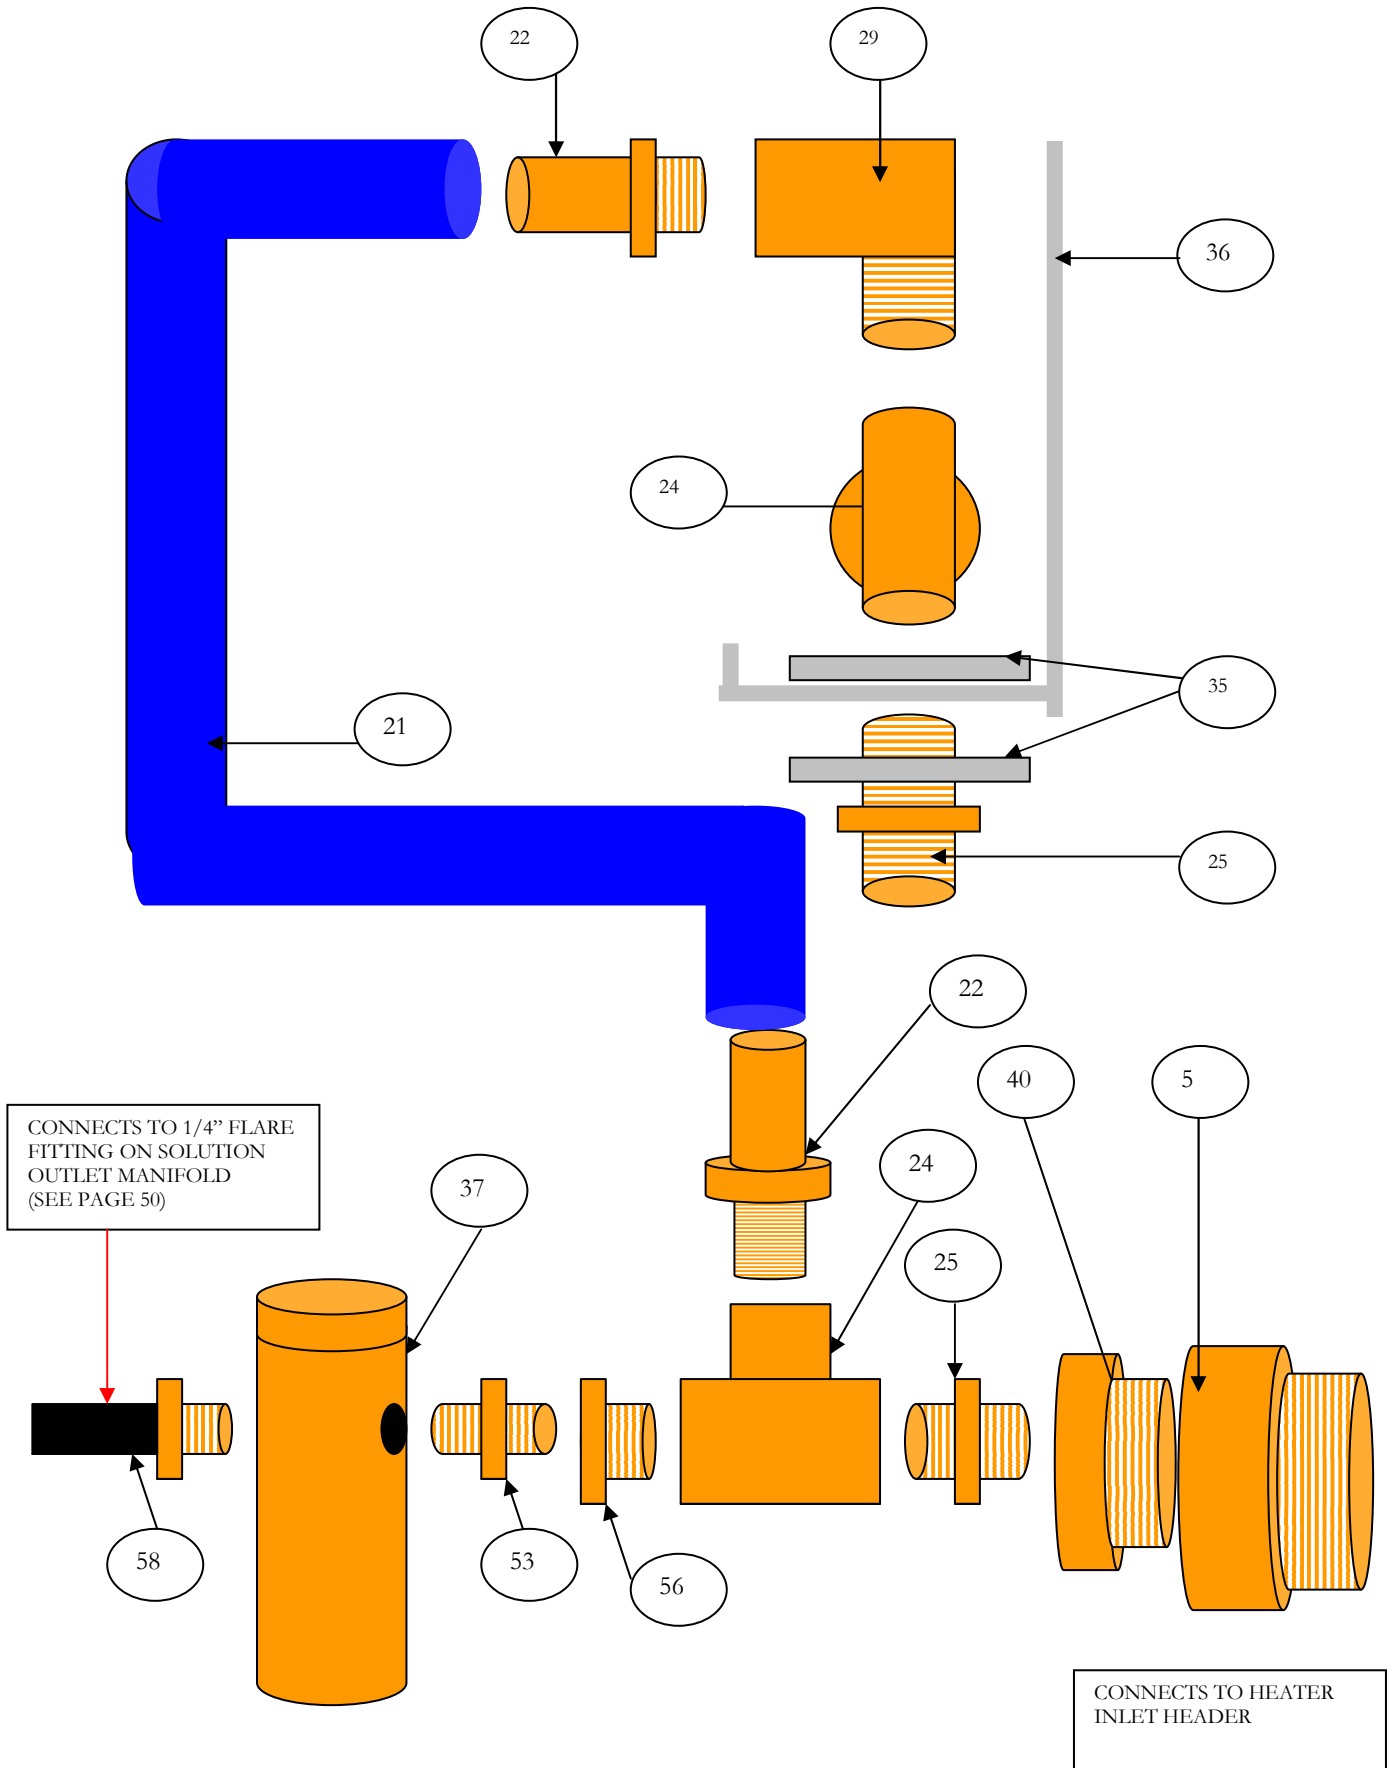 22
29
36
24
35
21
25
22
40
5
CONNECTS TO 1/4” FLARE
FITTING ON SOLUTION
OUTLET MANIFOLD
(SEE PAGE 50)
24
37
25
58
53
56
CONNECTS TO HEATER
INLET HEADER